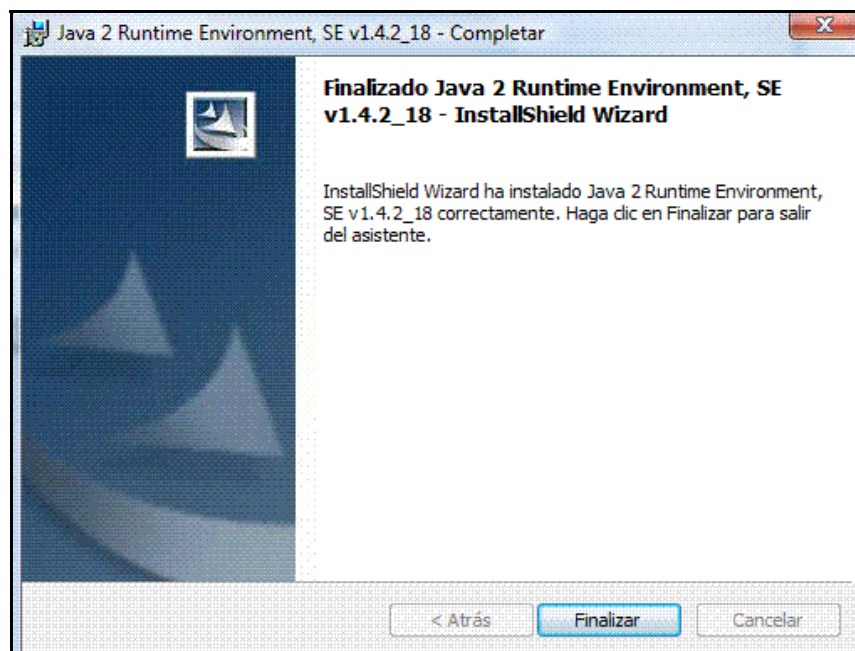 Java 2 Runtime Environment, SE v1.4.2_18 - Completar
Finalizado Java 2 Runtime Environment, SE
v1.4.2_18 - InstallShield Wizard
InstallShield Wizard ha instalado Java 2 Runtime Environment,
SE v1.4.2_18 correctamente. Haga clic en Finalizar para salir
del asistente.
< Atrás Finalizar Cancelar